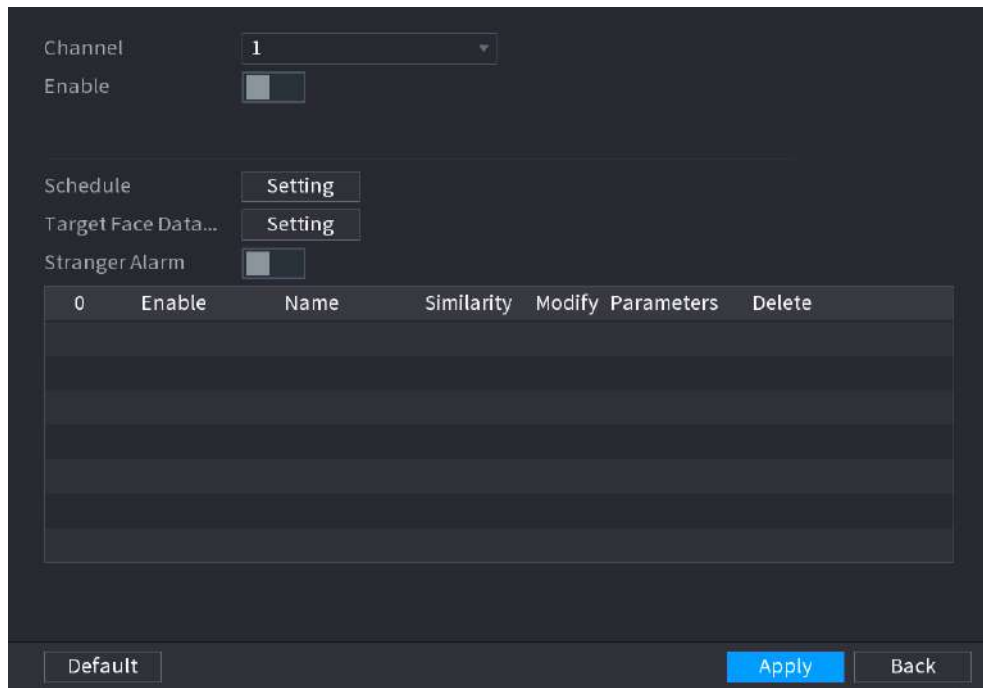 Channel 1
Enable
Schedule Setting
Target Face Data... Setting
Stranger Alarm
0 Enable Name Similarity Modify Parameters Delete
Default Apply Back